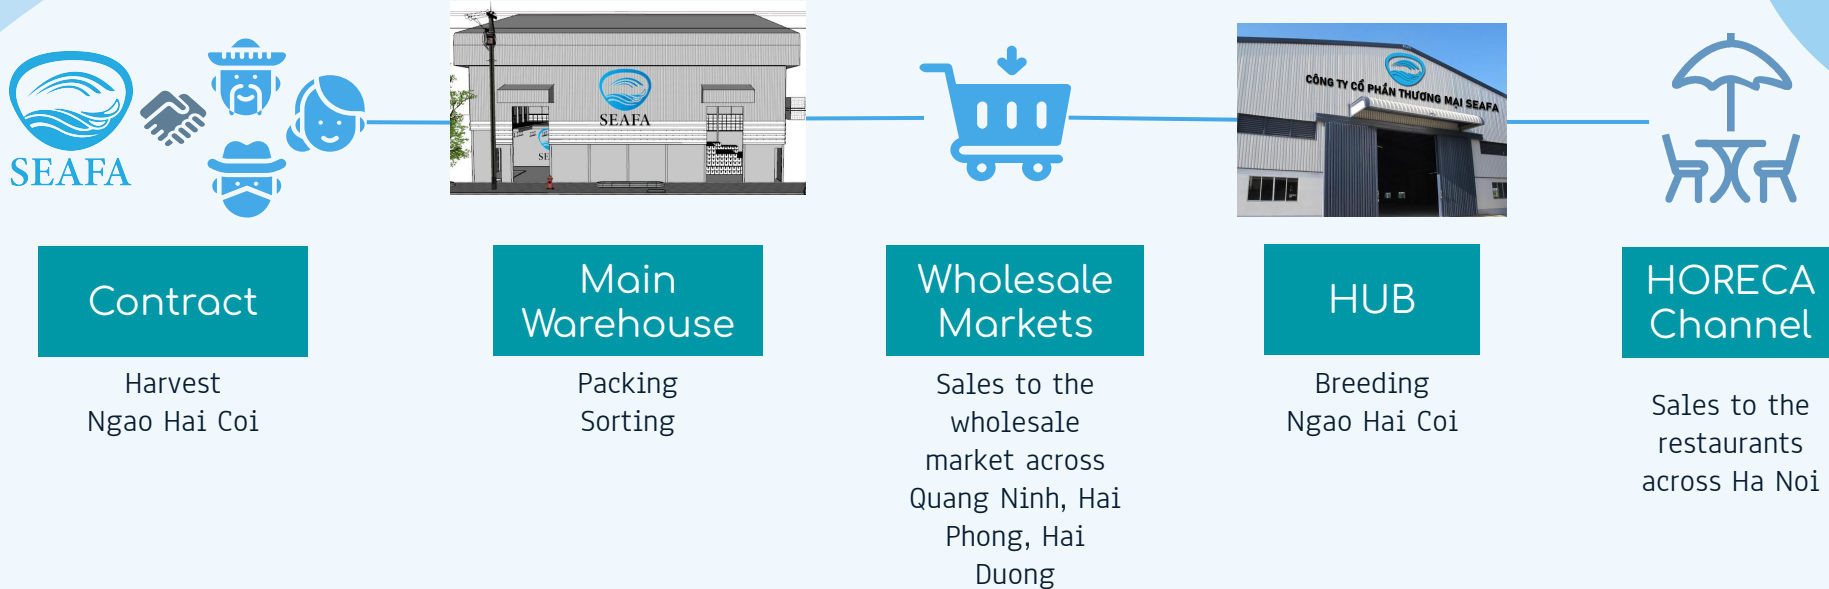 SEAFA
SEAFA
SE
CÔNG TY CỔ PHẦN THƯƠNG MẠI SEAFA
Contract
Harvest
Ngao Hai Coi
Main
Warehouse
Packing
Sorting
Wholesale
Markets
Sales to the
wholesale
market across
Quang Ninh, Hai
Phong, Hai
Duong
HUB
Breeding
Ngao Hai Coi
HORECA
Channel
Sales to the
restaurants
across Ha Noi